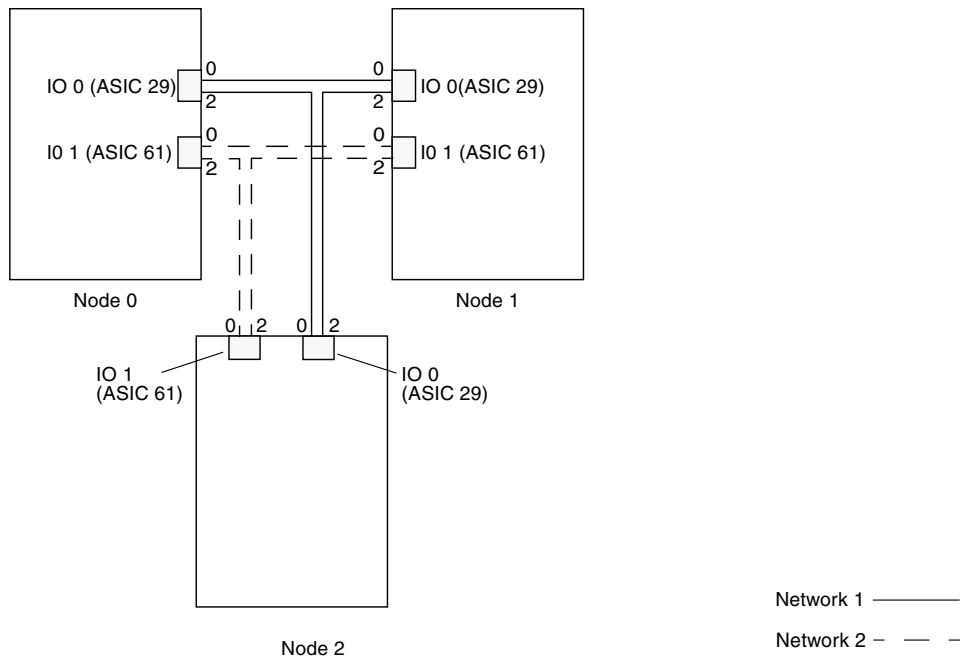 0
0
IO 0 (ASIC 29)
IO 0(ASIC 29)
2
2
0
0
I0 1 (ASIC 61)
I0 1 (ASIC 61)
2
2
Node 0
Node 1
0
2
0
2
IO 1
(ASIC 61)
IO 0
(ASIC 29)
Network 1
Network 2
Node 2